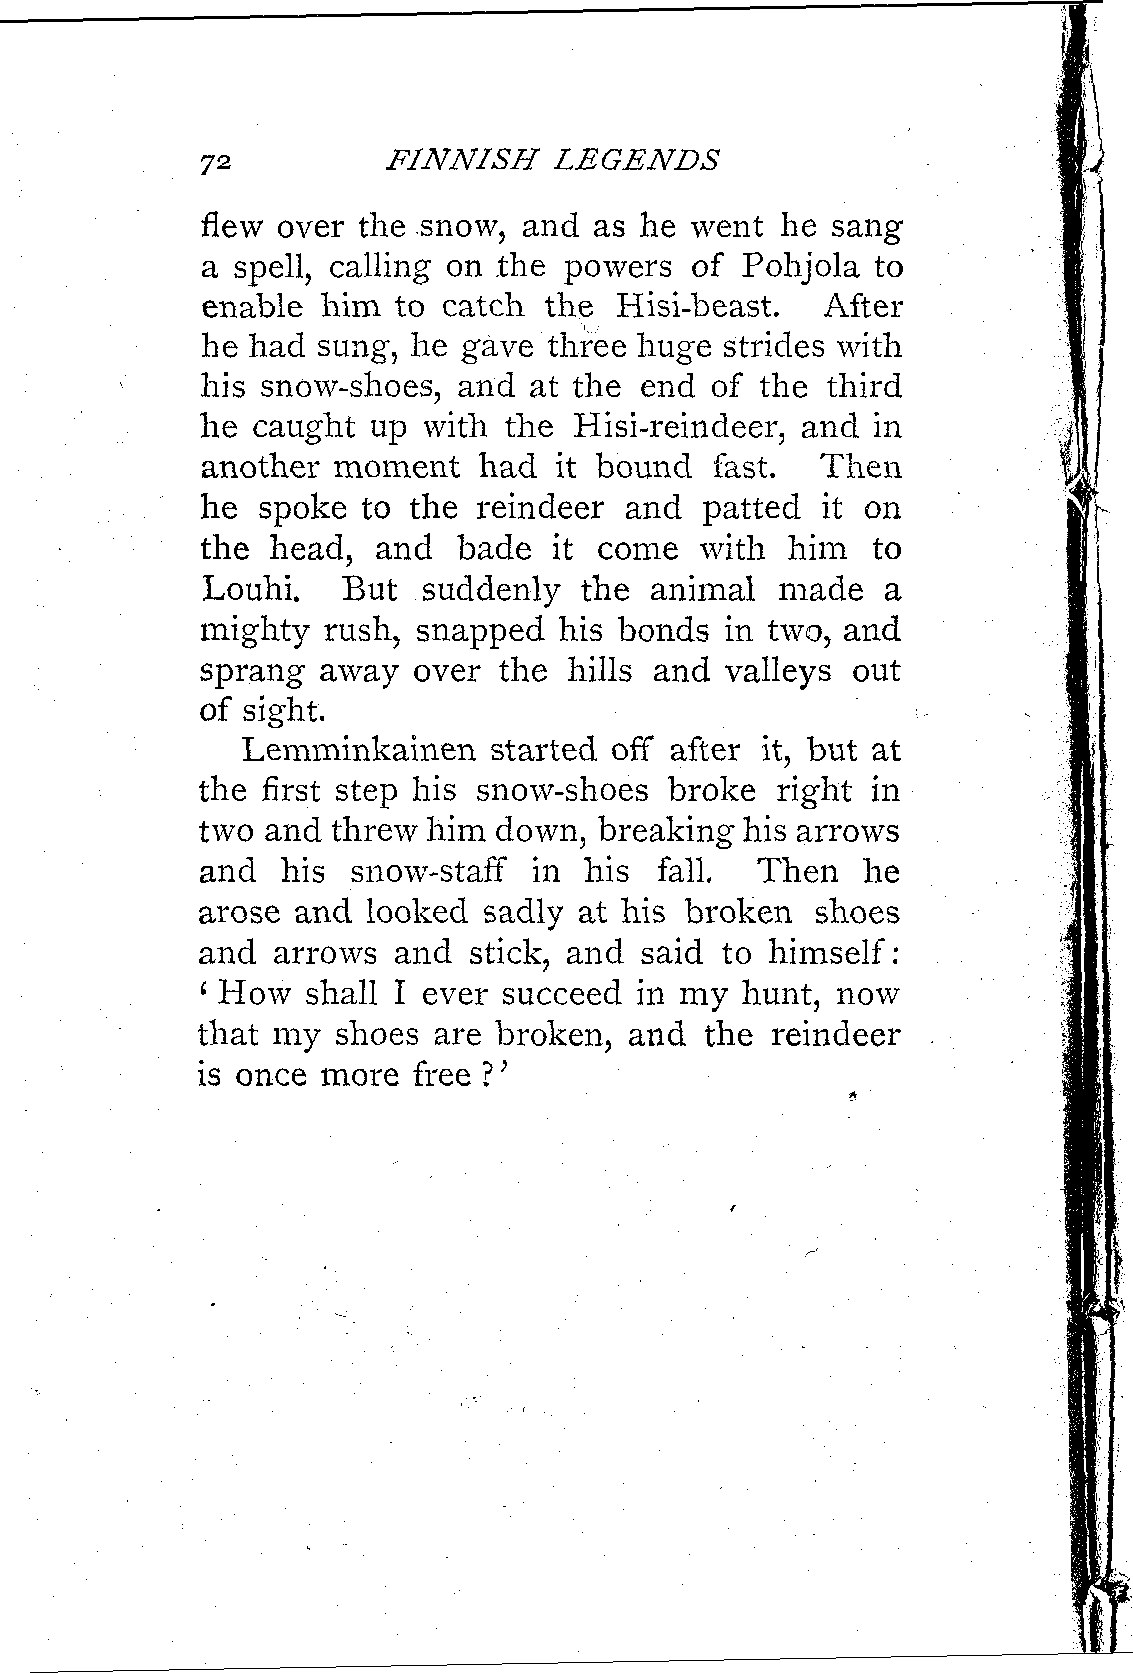 72 FINNISH LEGENDS
flew over the snow, and as he went he sang
a spell, calling on the powers of Pohjola to
enable him to catch the Hisi-beast. After
he had sung, he gave three huge strides with
his snow-shoes, and at the end of the third
he caught up with the Hisi-reindeer, and in
another moment had it bound fast. Then
he spoke to the reindeer and patted it on
the head, and bade it come with him to
Louhi. But suddenly the animal made a
mighty rush, snapped his bonds in two, and
sprang away over the hills and valleys out
of sight.
Lemminkainen started off after it, but at
the first step his snow-shoes broke right in
two and threw him down, breaking his arrows
and his snow-staff in his fall. Then he
arose and looked sadly at his broken shoes
and arrows and stick, and said to himself:
‘ How shall I ever succeed in my hunt, now
that my shoes are broken, and the reindeer
is once more free ?’